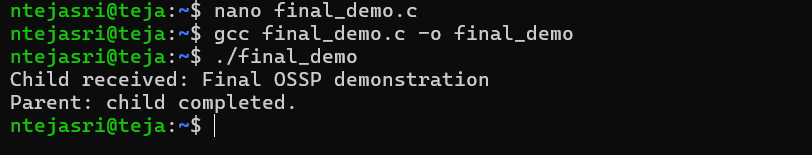 ntejasri@teja:~$ nano final_demo.c
ntejasri@teja:~$ gcc final_demo.c -o final_demo
ntejasri@teja:~$ ./final_demo
Child received: Final OSSP demonstration
Parent: child completed.
ntejasri@teja:~$